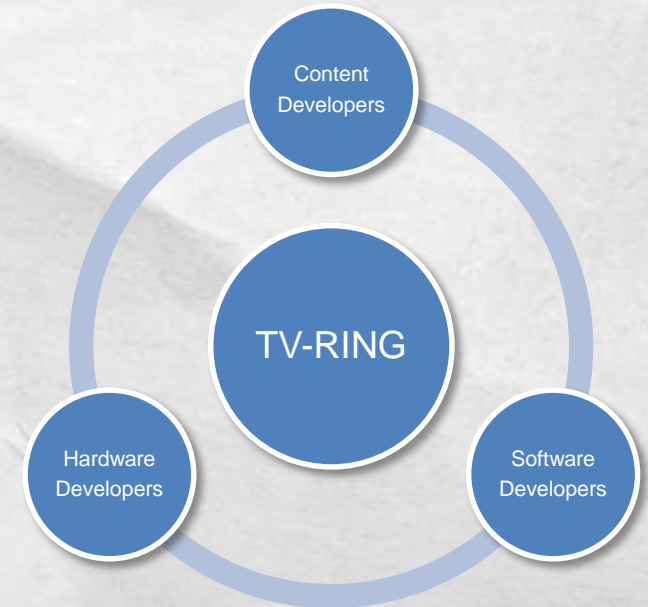 Content
Developers
TV-RING
Hardware
Developers
Software
Developers